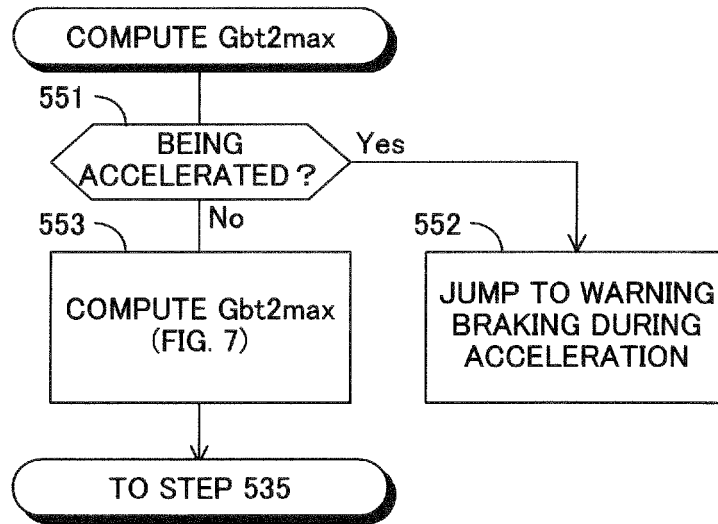 COMPUTE Gbt2max
551
BEING
ACCELERATED ?
Yes
No
553
552
COMPUTE Gbt2max
(FIG. 7)
JUMP TO WARNING
BRAKING DURING
ACCELERATION
TO STEP 535